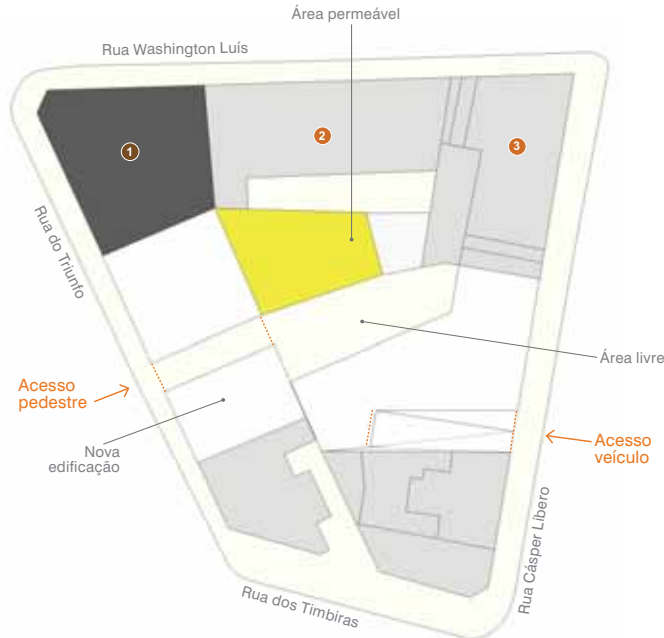 Área permeável
Rua Washington Luís
1
2
3
Rua do Triunfo
Área livre
Acesso
pedestre
Nova
edificação
Acesso
veículo
Rua Cásper Líbero
Rua dos Timbiras